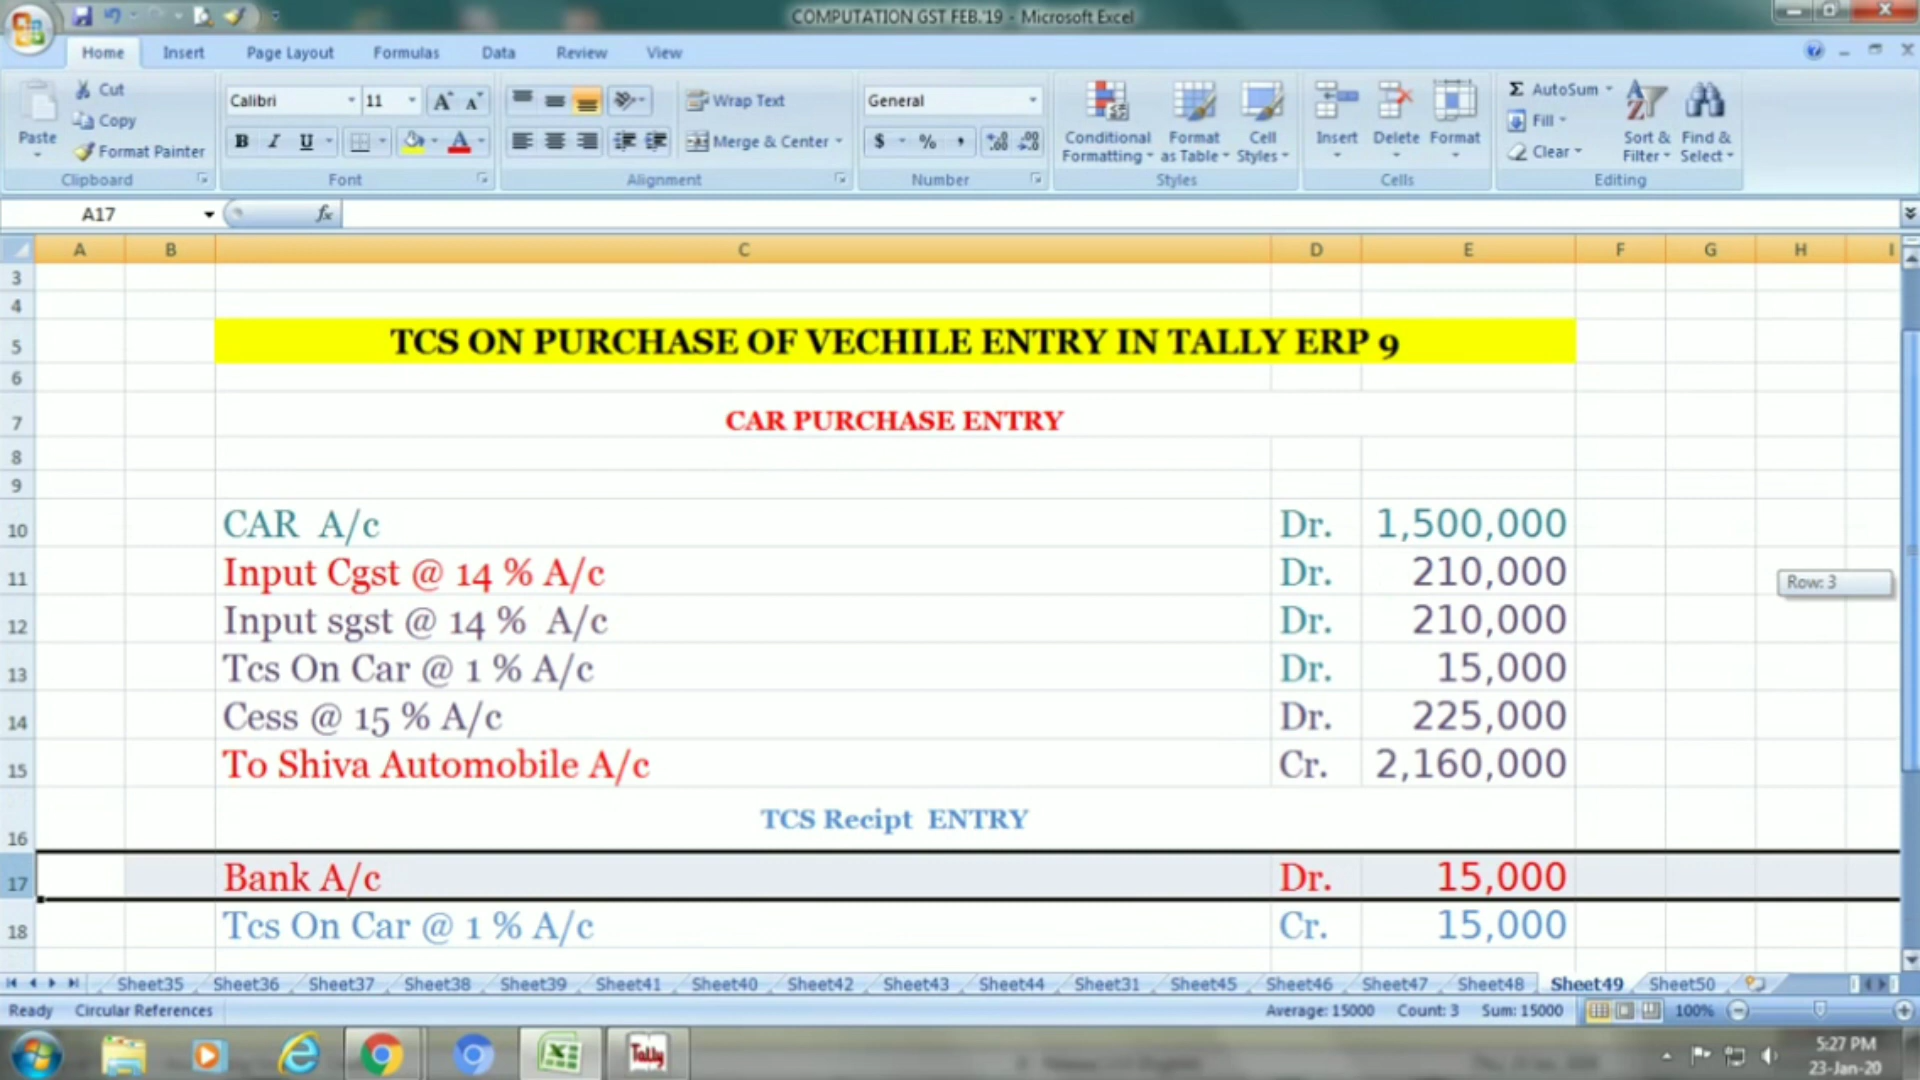 COMPUTATION GST FEB.'19 - Microsoft Excel
Home Insert Page Layout Formulas Data Review View
Paste
Cut
Copy
Format Painter
Clipboard
Calibri 11
B I U
Font
Wrap Text
Merge & Center
Alignment
General
$ % ,
Number
Conditional Formatting
Format as Table
Cell Styles
Styles
Insert Delete Format
Cells
Σ AutoSum
Fill
Clear
Sort & Filter
Find & Select
Editing
A17 fx
A B C D E F G H I
3
4
5 TCS ON PURCHASE OF VECHILE ENTRY IN TALLY ERP 9
6
7 CAR PURCHASE ENTRY
8
9
10 CAR A/c Dr. 1,500,000
11 Input Cgst @ 14 % A/c Dr. 210,000
12 Input sgst @ 14 % A/c Dr. 210,000
13 Tcs On Car @ 1 % A/c Dr. 15,000
14 Cess @ 15 % A/c Dr. 225,000
15 To Shiva Automobile A/c Cr. 2,160,000
16 TCS Recipt ENTRY
17 Bank A/c Dr. 15,000
18 Tcs On Car @ 1 % A/c Cr. 15,000
Row: 3
Sheet35 Sheet36 Sheet37 Sheet38 Sheet39 Sheet41 Sheet40 Sheet42 Sheet43 Sheet44 Sheet31 Sheet45 Sheet46 Sheet47 Sheet48 Sheet49 Sheet50
Ready Circular References Average: 15000 Count: 3 Sum: 15000 100%
Tally
5:27 PM
23-Jan-20